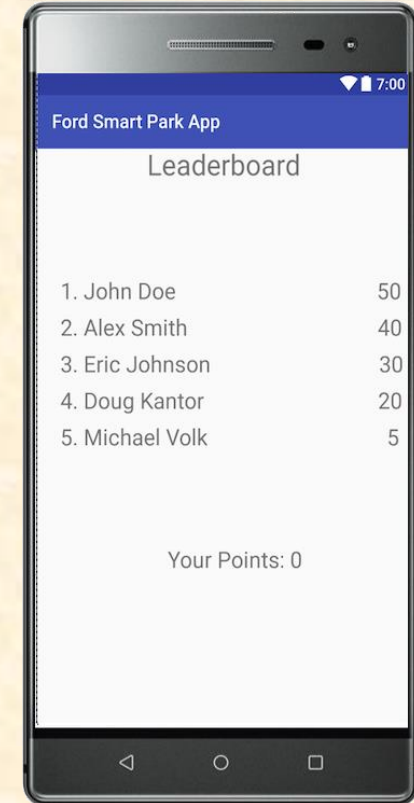 7:00
Ford Smart Park App
Leaderboard
1. John Doe 50
2. Alex Smith 40
3. Eric Johnson 30
4. Doug Kantor 20
5. Michael Volk 5
Your Points: 0